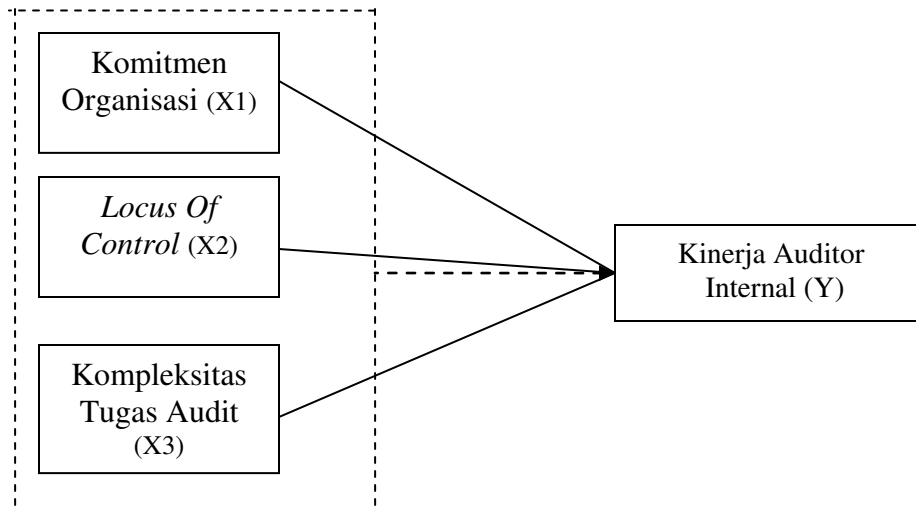 Komitmen
Organisasi (X1)
Locus Of
Control (X2)
Kompleksitas
Tugas Audit
(X3)
Kinerja Auditor
Internal (Y)